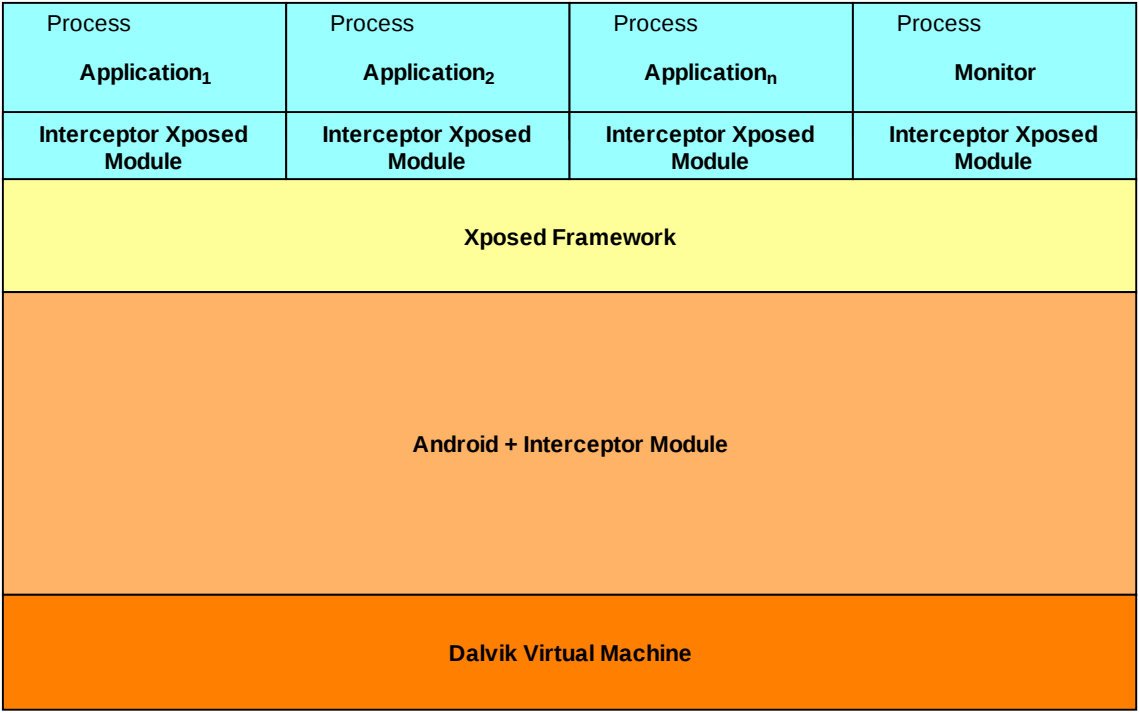 Process
Application1
Interceptor Xposed
Module
Process
Application2
Interceptor Xposed
Module
Process
Applicationn
Interceptor Xposed
Module
Process
Monitor
Interceptor Xposed
Module
Xposed Framework
Android + Interceptor Module
Dalvik Virtual Machine